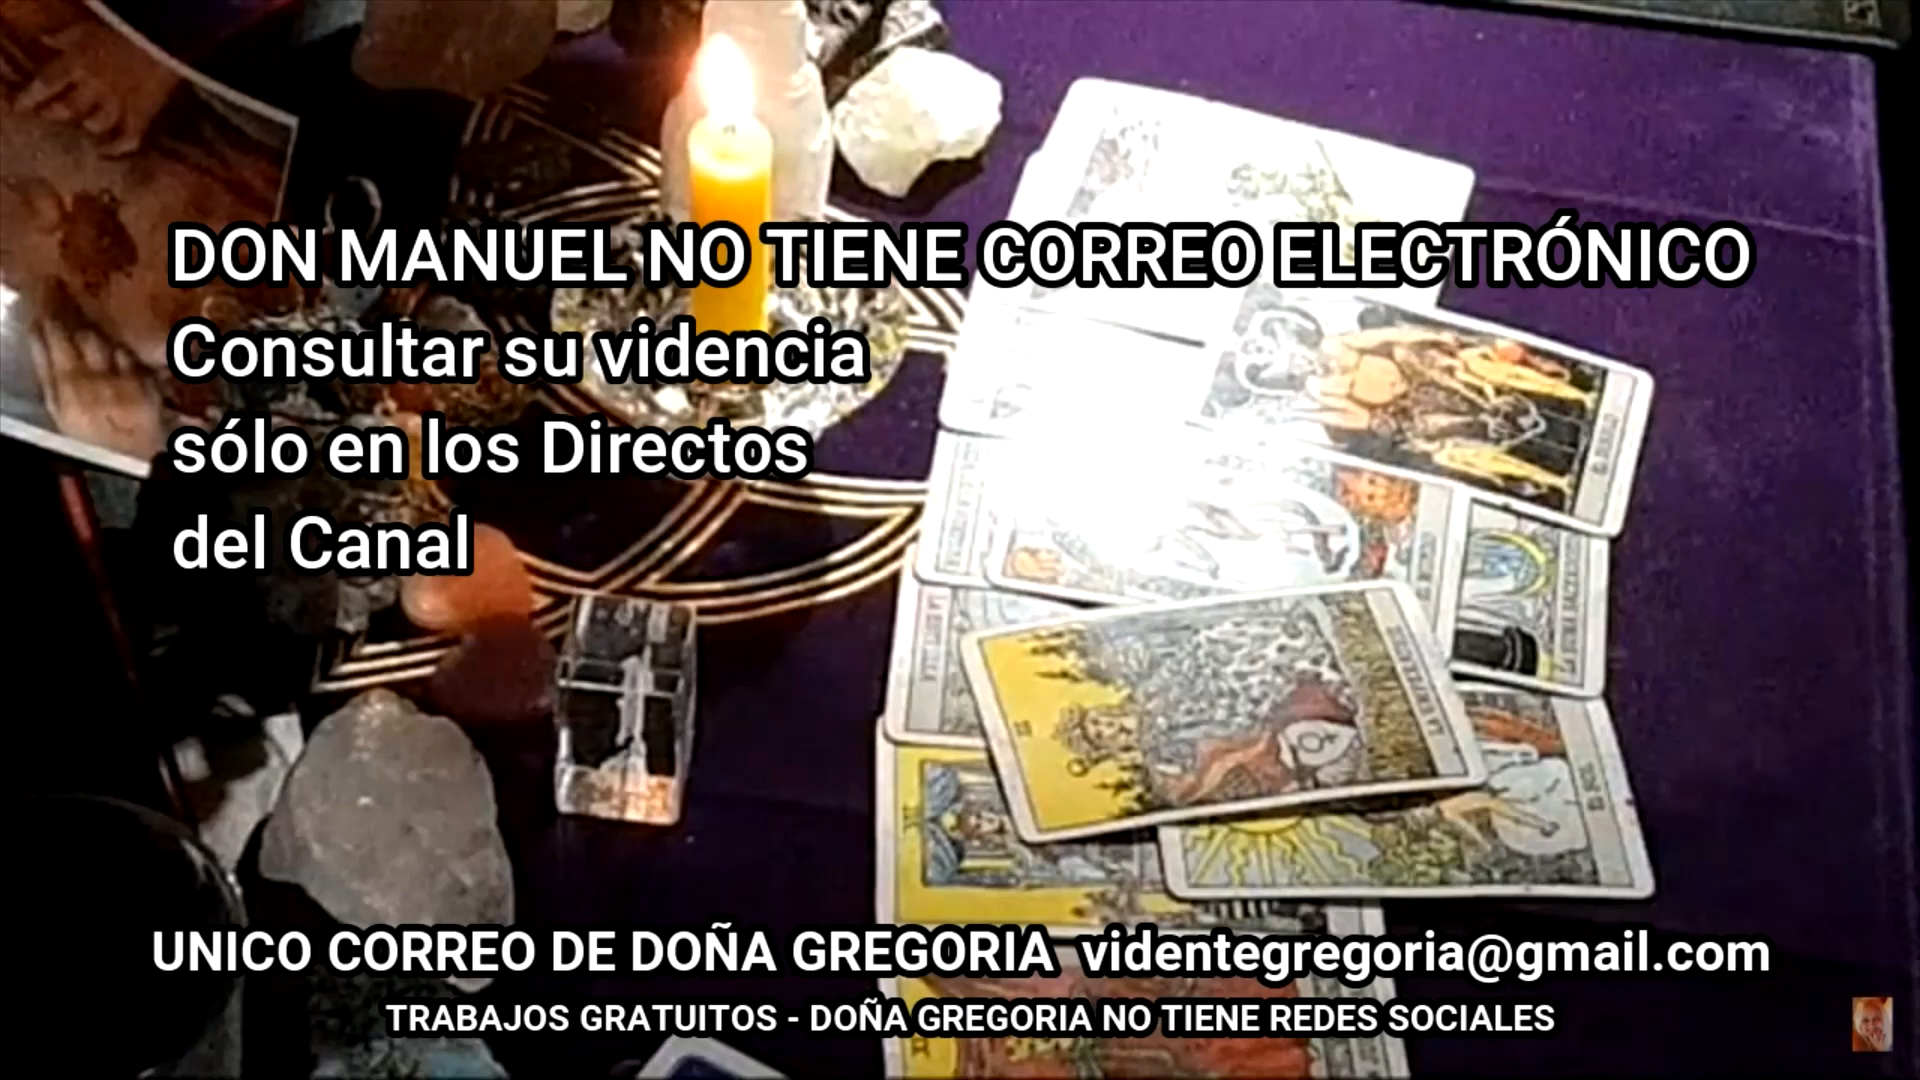 DON MANUEL NO TIENE CORREO ELECTRÓNICO
Consultar su videncia
sólo en los Directos
del Canal
UNICO CORREO DE DOÑA GREGORIA videntegregoria@gmail.com
TRABAJOS GRATUITOS - DOÑA GREGORIA NO TIENE REDES SOCIALES